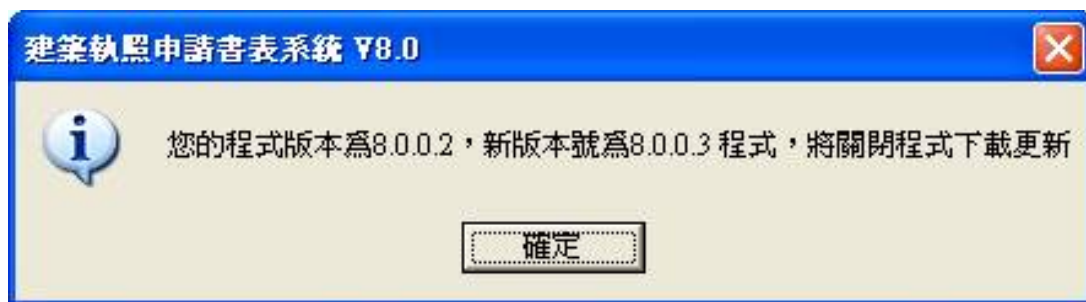 建築執照申請書表系統 V8.0
您的程式版本爲8.0.0.2，新版本號爲8.0.0.3 程式，將關閉程式下載更新
確定